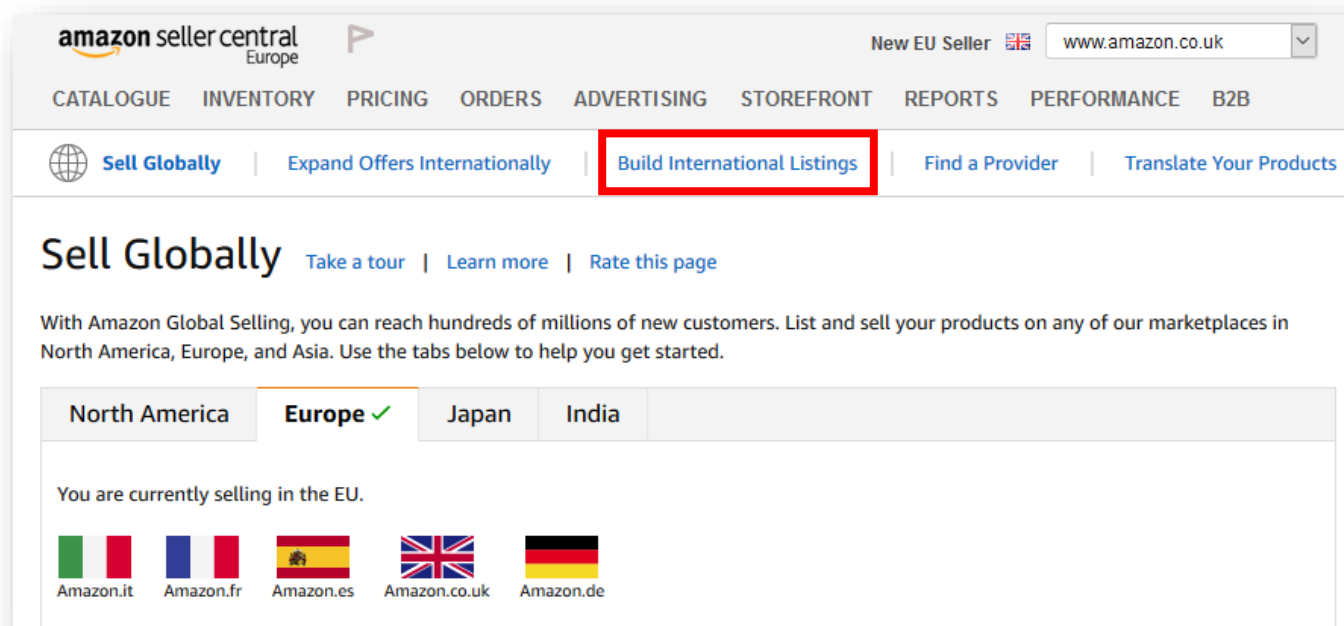 amazon seller central
Europe
New EU Seller
www.amazon.co.uk
CATALOGUE INVENTORY PRICING ORDERS ADVERTISING STOREFRONT REPORTS PERFORMANCE B2B
Sell Globally | Expand Offers Internationally | Build International Listings | Find a Provider | Translate Your Products
Sell Globally Take a tour | Learn more | Rate this page
With Amazon Global Selling, you can reach hundreds of millions of new customers. List and sell your products on any of our marketplaces in
North America, Europe, and Asia. Use the tabs below to help you get started.
North America Europe ✓ Japan India
You are currently selling in the EU.
Amazon.it Amazon.fr Amazon.es Amazon.co.uk Amazon.de